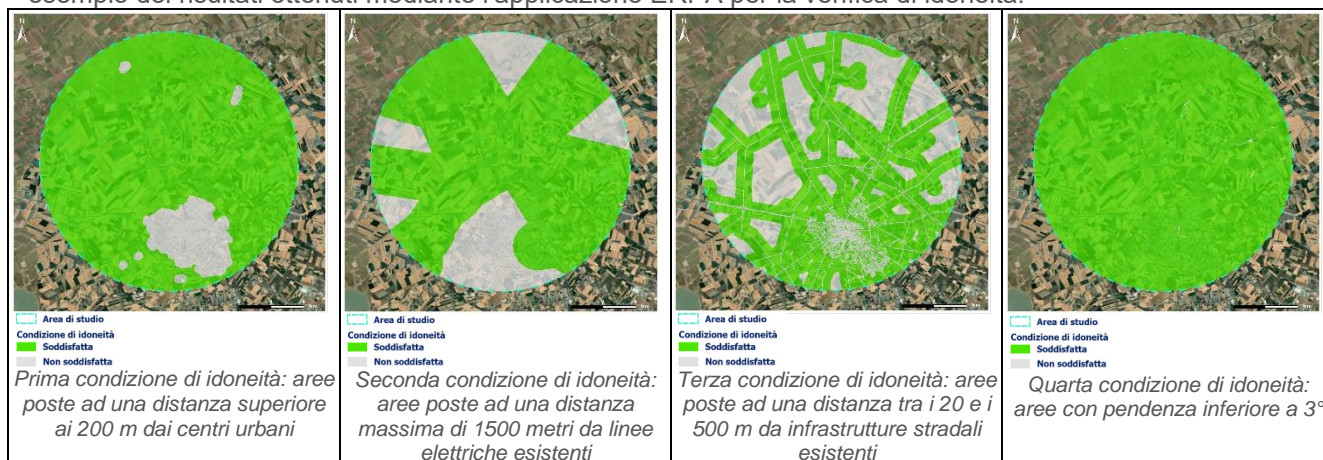 esempio dei risultati ottenuti mediante l'applicazione ERPA per la verifica di idoneità.
N
N
N
N
km
km
km
km
Area di studio
Condizione di idoneità
Soddisfatta
Non soddisfatta
Prima condizione di idoneità: aree
poste ad una distanza superiore
ai 200 m dai centri urbani
Area di studio
Condizione di idoneità
Soddisfatta
Non soddisfatta
Seconda condizione di idoneità:
aree poste ad una distanza
massima di 1500 metri da linee
elettriche esistenti
Area di studio
Condizione di idoneità
Soddisfatta
Non soddisfatta
Terza condizione di idoneità: aree
poste ad una distanza tra i 20 e i
500 m da infrastrutture stradali
esistenti
Area di studio
Condizione di idoneità
Soddisfatta
Non soddisfatta
Quarta condizione di idoneità:
aree con pendenza inferiore a 3°